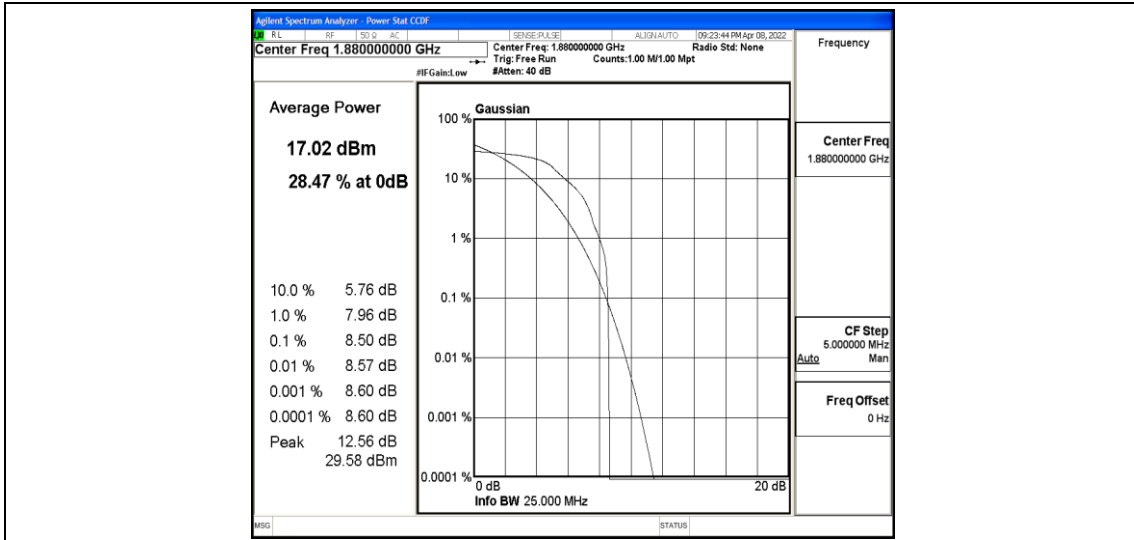 Agilent Spectrum Analyzer - Power Stat CCDF
LXI RL RF 50 Ω AC SENSE:PULSE ALIGNAUTO 09:23:44 PM Apr 08, 2022
Center Freq 1.880000000 GHz
Center Freq: 1.880000000 GHz Radio Std: None
Trig: Free Run Counts:1.00 M/1.00 Mpt
#IFGain:Low #Atten: 40 dB
Average Power
17.02 dBm
28.47 % at 0dB
10.0 % 5.76 dB
1.0 % 7.96 dB
0.1 % 8.50 dB
0.01 % 8.57 dB
0.001 % 8.60 dB
0.0001 % 8.60 dB
Peak 12.56 dB
29.58 dBm
Gaussian
100 %
10 %
1 %
0.1 %
0.01 %
0.001 %
0.0001 %
0 dB 20 dB
Info BW 25.000 MHz
Frequency
Center Freq
1.880000000 GHz
CF Step
5.000000 MHz
Auto Man
Freq Offset
0 Hz
MSG STATUS